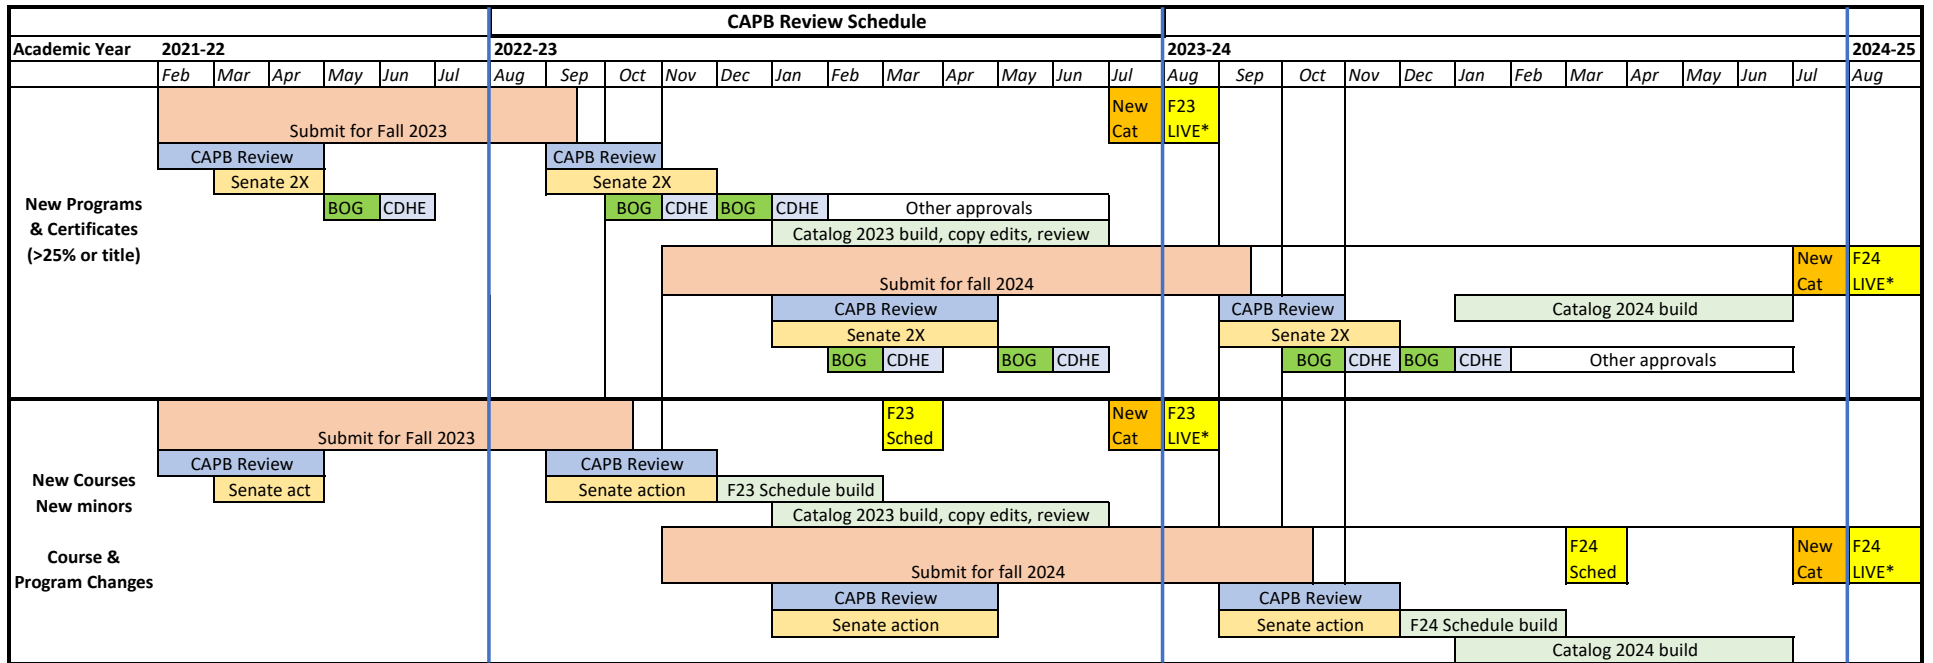 CAPB Review Schedule
Academic Year 2021-22 2022-23 2023-24 2024-25
Feb Mar Apr May Jun Jul Aug Sep Oct Nov Dec Jan Feb Mar Apr May Jun Jul Aug Sep Oct Nov Dec Jan Feb Mar Apr May Jun Jul Aug
New F23
Submit for Fall 2023 Cat LIVE*
CAPB Review CAPB Review
Senate 2X Senate 2X
New Programs BOG CDHE BOG CDHE BOG CDHE Other approvals
& Certificates Catalog 2023 build, copy edits, review
(>25% or title) New F24
Submit for fall 2024 Cat LIVE*
CAPB Review CAPB Review Catalog 2024 build
Senate 2X Senate 2X
BOG CDHE BOG CDHE BOG CDHE BOG CDHE Other approvals
F23 New F23
Submit for Fall 2023 Sched Cat LIVE*
CAPB Review CAPB Review
New Courses Senate act Senate action F23 Schedule build
New minors Catalog 2023 build, copy edits, review
Course & F24 New F24
Program Changes Submit for fall 2024 Sched Cat LIVE*
CAPB Review CAPB Review
Senate action Senate action F24 Schedule build
Catalog 2024 build